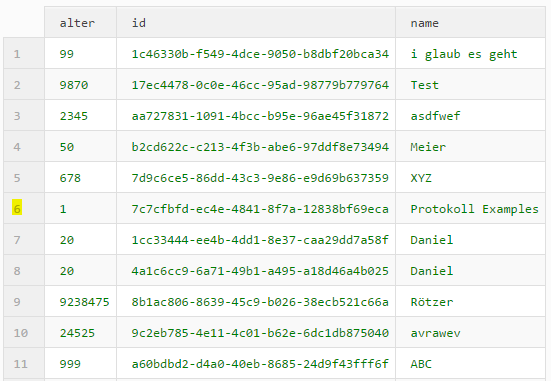 alter id name
1 99 1c46330b-f549-4dce-9050-b8dbf20bca34 i glaub es geht
2 9870 17ec4478-0c0e-46cc-95ad-98779b779764 Test
3 2345 aa727831-1091-4bcc-b95e-96ae45f31872 asdfwef
4 50 b2cd622c-c213-4f3b-abe6-97ddf8e73494 Meier
5 678 7d9c6ce5-86dd-43c3-9e86-e9d69b637359 XYZ
6 1 7c7cfbfd-ec4e-4841-8f7a-12838bf69eca Protokoll Examples
7 20 1cc33444-ee4b-4dd1-8e37-caa29dd7a58f Daniel
8 20 4a1c6cc9-6a71-49b1-a495-a18d46a4b025 Daniel
9 9238475 8b1ac806-8639-45c9-b026-38ecb521c66a Rötzer
10 24525 9c2eb785-4e11-4c01-b62e-6dc1db875040 avrawev
11 999 a60bdbd2-d4a0-40eb-8685-24d9f43fff6f ABC